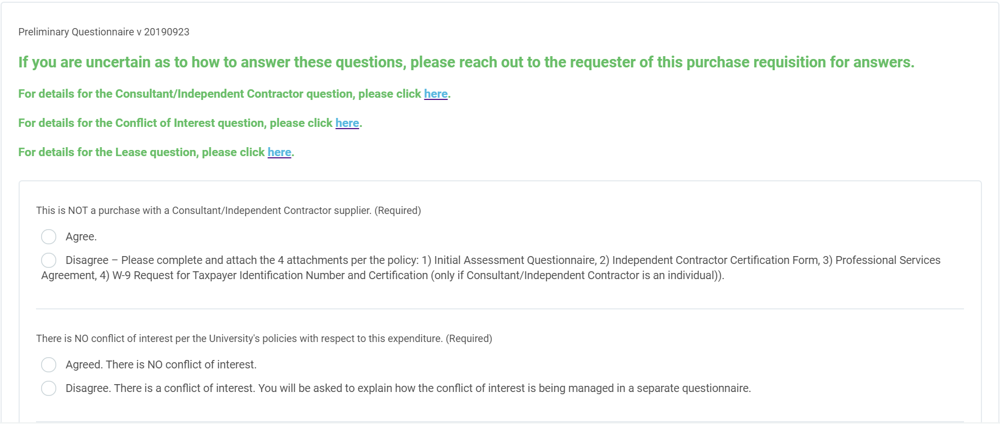 Preliminary Questionnaire v 20190923
If you are uncertain as to how to answer these questions, please reach out to the requester of this purchase requisition for answers.
For details for the Consultant/Independent Contractor question, please click here.
For details for the Conflict of Interest question, please click here.
For details for the Lease question, please click here.
This is NOT a purchase with a Consultant/Independent Contractor supplier. (Required)
Agree.
Disagree – Please complete and attach the 4 attachments per the policy: 1) Initial Assessment Questionnaire, 2) Independent Contractor Certification Form, 3) Professional Services
Agreement, 4) W-9 Request for Taxpayer Identification Number and Certification (only if Consultant/Independent Contractor is an individual)).
There is NO conflict of interest per the University's policies with respect to this expenditure. (Required)
Agreed. There is NO conflict of interest.
Disagree. There is a conflict of interest. You will be asked to explain how the conflict of interest is being managed in a separate questionnaire.